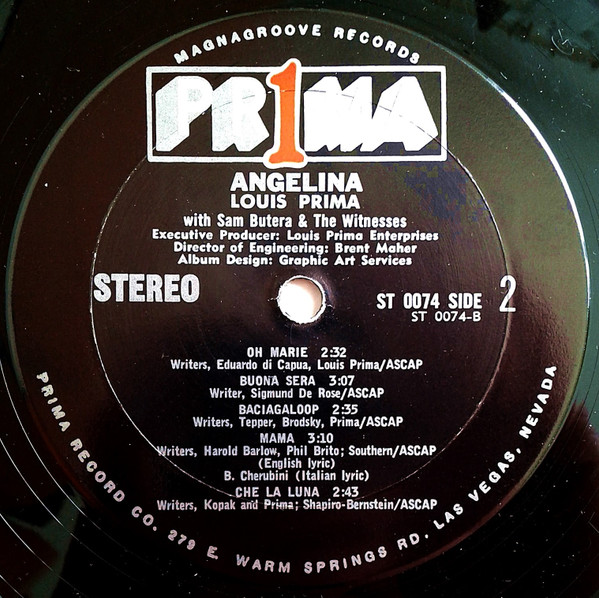 MAGNAGROOVE RECORDS
PR1MA
ANGELINA
LOUIS PRIMA
with Sam Butera & The Witnesses
Executive Producer: Louis Prima Enterprises
Director of Engineering: Brent Maher
Album Design: Graphic Art Services
STEREO
ST 0074 SIDE 2
ST 0074-B
OH MARIE 2:32
Writers, Eduardo di Capua, Louis Prima/ASCAP
BUONA SERA 3:07
Writer, Sigmund De Rose/ASCAP
BACIAGALOOP 2:35
Writers, Tepper, Brodsky, Prima/ASCAP
MAMA 3:10
Writers, Harold Barlow, Phil Brito; Southern/ASCAP
(English lyric)
B. Cherubini (Italian lyric)
CHE LA LUNA 2:43
Writers, Kopak and Prima; Shapiro-Bernstein/ASCAP
PRIMA RECORD CO. 279 E. WARM SPRINGS RD. LAS VEGAS, NEVADA